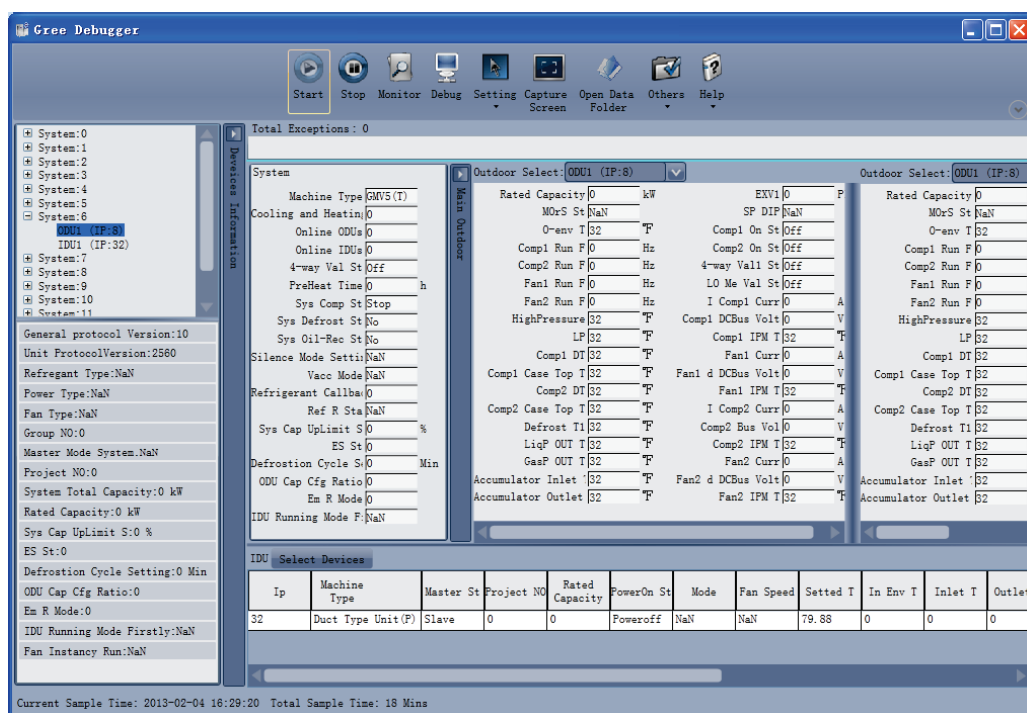 Gree Debugger
Start Stop Monitor Debug Setting Capture Screen Open Data Folder Others Help
System:0
System:1
System:2
System:3
System:4
System:5
System:6
ODU1 (IP:8)
IDU1 (IP:32)
System:7
System:8
System:9
System:10
System:11
General protocol Version:10
Unit ProtocolVersion:2560
Refregant Type:NaN
Power Type:NaN
Fan Type:NaN
Group NO:0
Master Mode System.NaN
Project NO:0
System Total Capacity:0 kW
Rated Capacity:0 kW
Sys Cap UpLimit S:0 %
ES St:0
Defrostion Cycle Setting:0 Min
ODU Cap Cfg Ratio:0
Em R Mode:0
IDU Running Mode Firstly:NaN
Fan Instancy Run:NaN
Deveices Information
Total Exceptions: 0
System
Machine Type GMV5(T)
Cooling and Heatin 0
Online ODUs 0
Online IDUs 0
4-way Val St Off
PreHeat Time 0 h
Sys Comp St Stop
Sys Defrost St No
Sys Oil-Rec St No
Silence Mode Setti NaN
Vacc Mode NaN
Refrigerant Callba 0
Ref R Sta NaN
Sys Cap UpLimit S 0 %
ES St 0
Defrostion Cycle S 0 Min
ODU Cap Cfg Ratio 0
Em R Mode 0
IDU Running Mode F: NaN
Main Outdoor
Outdoor Select: ODU1 (IP:8)
Rated Capacity 0 kW EXV1 0 P
MOrS St NaN SP DIP NaN
O-env T 32 °F Comp1 On St Off
Comp1 Run F 0 Hz Comp2 On St Off
Comp2 Run F 0 Hz 4-way Val1 St Off
Fan1 Run F 0 Hz LO Me Val St Off
Fan2 Run F 0 Hz I Comp1 Curr 0 A
HighPressure 32 °F Comp1 DCBus Volt 0 V
LP 32 °F Comp1 IPM T 32 °F
Comp1 DT 32 °F Fan1 Curr 0 A
Comp1 Case Top T 32 °F Fan1 d DCBus Volt 0 V
Comp2 DT 32 °F Fan1 IPM T 32 °F
Comp2 Case Top T 32 °F I Comp2 Curr 0 A
Defrost T1 32 °F Comp2 Bus Vol 0 V
LiqP OUT T 32 °F Comp2 IPM T 32 °F
GasP OUT T 32 °F Fan2 Curr 0 A
Accumulator Inlet 32 °F Fan2 d DCBus Volt 0 V
Accumulator Outlet 32 °F Fan2 IPM T 32 °F
Outdoor Select: ODU1 (IP:8)
Rated Capacity 0
MOrS St NaN
O-env T 32
Comp1 Run F 0
Comp2 Run F 0
Fan1 Run F 0
Fan2 Run F 0
HighPressure 32
LP 32
Comp1 DT 32
Comp1 Case Top T 32
Comp2 DT 32
Comp2 Case Top T 32
Defrost T1 32
LiqP OUT T 32
GasP OUT T 32
Accumulator Inlet 32
Accumulator Outlet 32
IDU Select Devices
Ip Machine Type Master St Project NO Rated Capacity PowerOn St Mode Fan Speed Setted T In Env T Inlet T Outlet
32 Duct Type Unit(P) Slave 0 0 Poweroff NaN NaN 79.88 0 0 0
Current Sample Time: 2013-02-04 16:29:20 Total Sample Time: 18 Mins